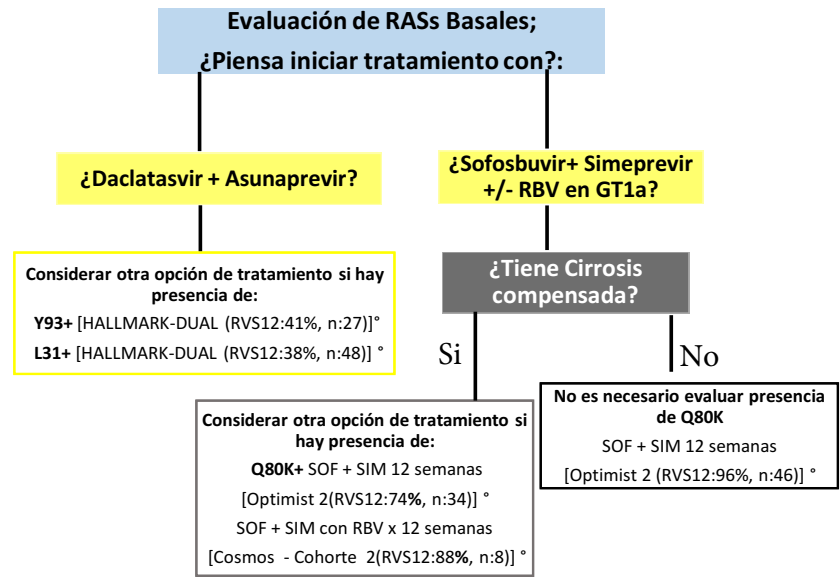 Evaluación de RASs Basales;
¿Piensa iniciar tratamiento con?:
¿Daclatasvir + Asunaprevir?
¿Sofosbuvir+ Simeprevir
+/- RBV en GT1a?
Considerar otra opción de tratamiento si hay
presencia de:
Y93+ [HALLMARK-DUAL (RVS12:41%, n:27)]°
L31+ [HALLMARK-DUAL (RVS12:38%, n:48)] °
¿Tiene Cirrosis
compensada?
Si
No
Considerar otra opción de tratamiento si
hay presencia de:
Q80K+ SOF + SIM 12 semanas
[Optimist 2(RVS12:74%, n:34)] °
SOF + SIM con RBV x 12 semanas
[Cosmos - Cohorte 2(RVS12:88%, n:8)] °
No es necesario evaluar presencia
de Q80K
SOF + SIM 12 semanas
[Optimist 2 (RVS12:96%, n:46)] °